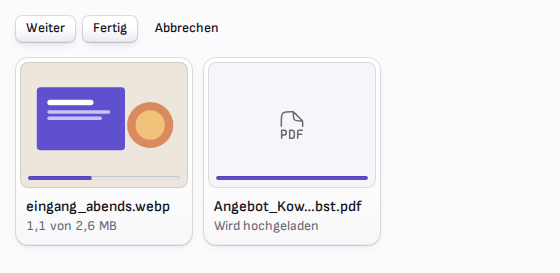 Weiter Fertig Abbrechen
PDF
eingang_abends.webp
1,1 von 2,6 MB
Angebot_Kow...bst.pdf
Wird hochgeladen